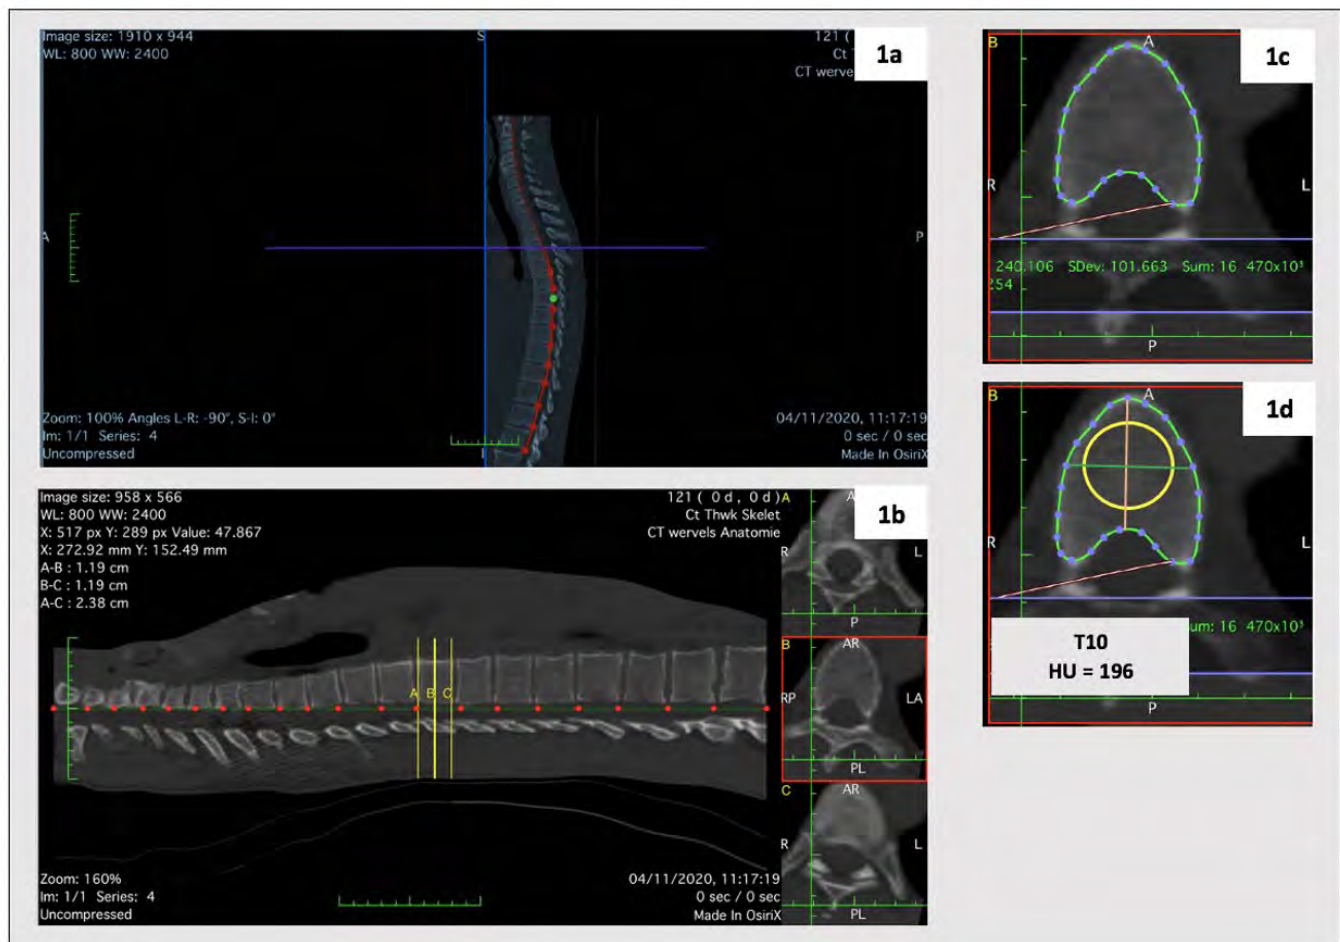 Image size: 1910 x 944
WL: 800 WW: 2400
S
121 (
Ct
CT werve
1a
A
P
Zoom: 100% Angles L-R: -90°, S-I: 0°
Im: 1/1 Series: 4
Uncompressed
I
04/11/2020, 11:17:19
0 sec / 0 sec
Made In OsiriX
Image size: 958 x 566
WL: 800 WW: 2400
X: 517 px Y: 289 px Value: 47.867
X: 272.92 mm Y: 152.49 mm
A-B : 1.19 cm
B-C : 1.19 cm
A-C : 2.38 cm
121 ( 0 d, 0 d)
Ct Thwk Skelet
CT wervels Anatomie
1b
A B C
Zoom: 160%
Im: 1/1 Series: 4
Uncompressed
04/11/2020, 11:17:19
0 sec / 0 sec
Made In OsiriX
A
A
R
L
P
B
AR
RP
LA
PL
C
AR
R
L
PL
B
A
1c
R
L
240.106 SDev: 101.663 Sum: 16 470x10³
254
P
B
A
1d
R
L
um: 16 470x10³
T10
HU = 196
P